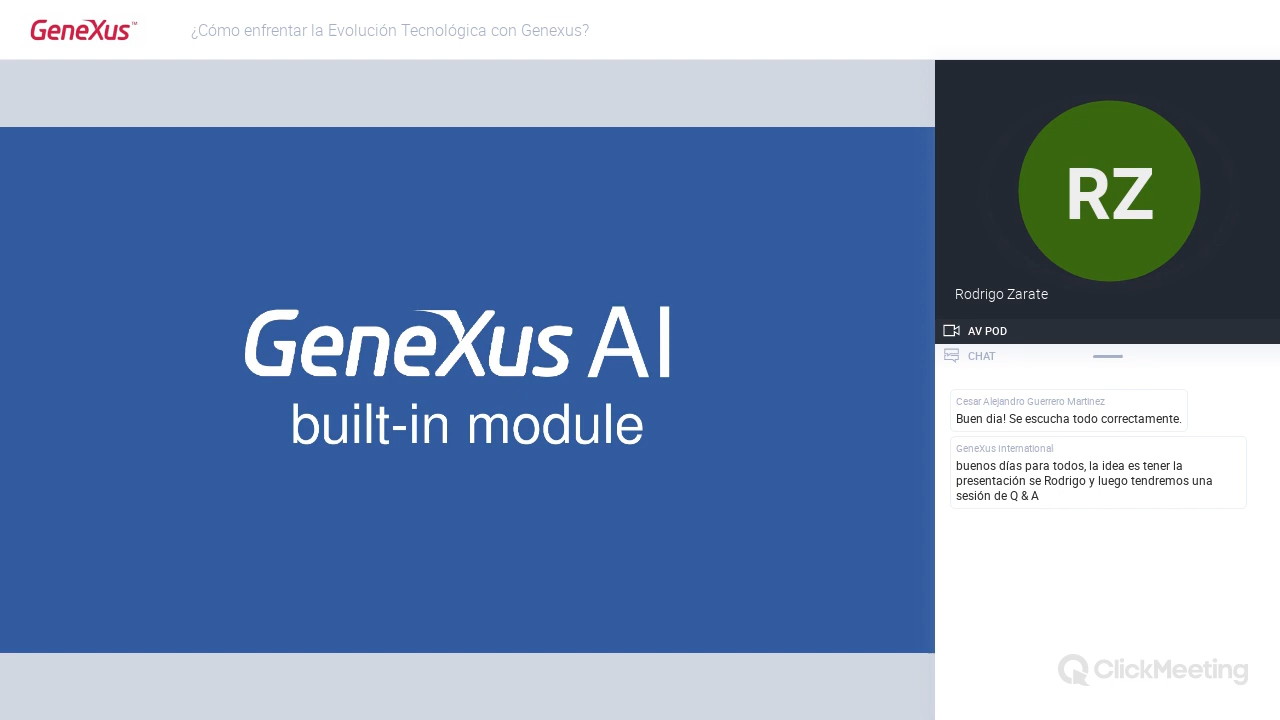 GeneXus™
¿Cómo enfrentar la Evolución Tecnológica con Genexus?
GeneXus AI
built-in module
RZ
Rodrigo Zarate
AV POD
CHAT
Cesar Alejandro Guerrero Martinez
Buen dia! Se escucha todo correctamente.
GeneXus International
buenos días para todos, la idea es tener la
presentación se Rodrigo y luego tendremos una
sesión de Q & A
ClickMeeting